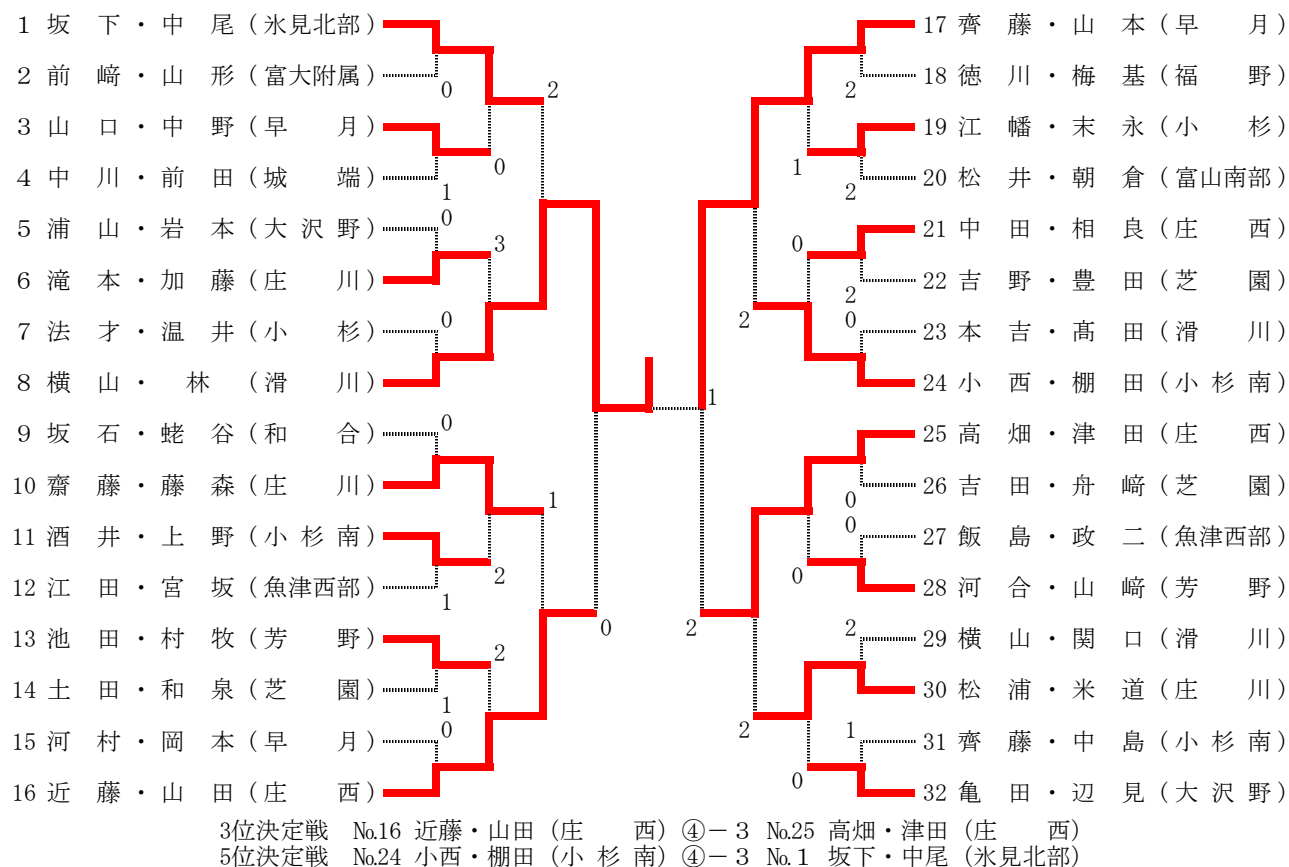 1 坂 下・中 尾（氷見北部）
2 前 﨑・山 形（富大附属）
0
2
3 山 口・中 野（早 月）
0
4 中 川・前 田（城 端）
1
0
5 浦 山・岩 本（大 沢 野）
3
6 滝 本・加 藤（庄 川）
0
7 法 才・温 井（小 杉）
8 横 山・ 林 （滑 川）
0
9 坂 石・蛯 谷（和 合）
10 齋 藤・藤 森（庄 川）
1
11 酒 井・上 野（小 杉 南）
2
12 江 田・宮 坂（魚津西部）
1
0
13 池 田・村 牧（芳 野）
2
14 土 田・和 泉（芝 園）
1
0
15 河 村・岡 本（早 月）
16 近 藤・山 田（庄 西）
17 齊 藤・山 本（早 月）
18 徳 川・梅 基（福 野）
2
19 江 幡・末 永（小 杉）
1
20 松 井・朝 倉（富山南部）
2
21 中 田・相 良（庄 西）
0
22 吉 野・豊 田（芝 園）
2
2
0
23 本 吉・髙 田（滑 川）
24 小 西・棚 田（小 杉 南）
1
25 高 畑・津 田（庄 西）
26 吉 田・舟 﨑（芝 園）
0
0
27 飯 島・政 二（魚津西部）
0
28 河 合・山 﨑（芳 野）
2
2
29 横 山・関 口（滑 川）
30 松 浦・米 道（庄 川）
2
1
31 齊 藤・中 島（小 杉 南）
0
32 亀 田・辺 見（大 沢 野）
3位決定戦 №16 近藤・山田（庄 西）④－3 №25 高畑・津田（庄 西）
5位決定戦 №24 小西・棚田（小 杉 南）④－3 №1 坂下・中尾（氷見北部）